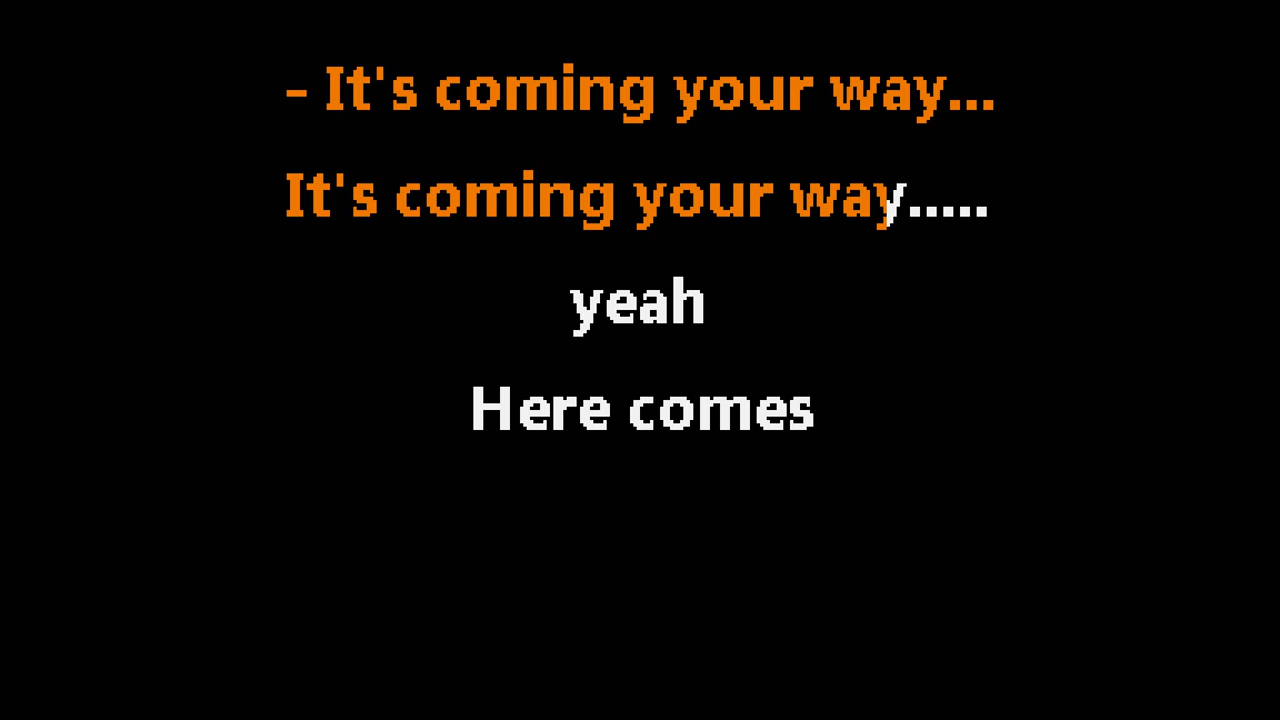 - It's coming your way...
It's coming your way.....
yeah
Here comes